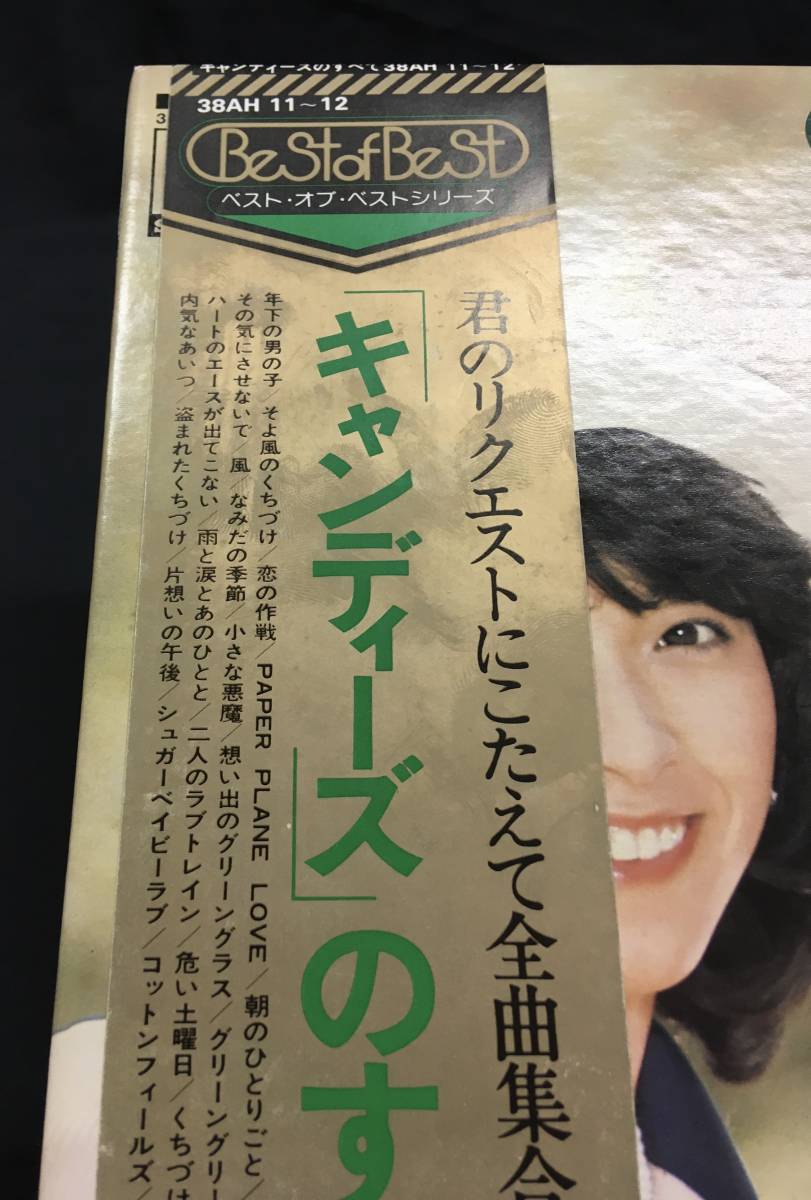 キャンディーズのすべて38AH 11〜12
38AH 11〜12
BeStofBeSt
ベスト・オブ・ベストシリーズ
君のリクエストにこたえて全曲集合
「キャンディーズ」のす
年下の男の子/そよ風のくちづけ/恋の作戦/PAPER PLANE LOVE/朝のひとりごと/
その気にさせないで/風/なみだの季節/小さな悪魔/想い出のグリーングラス/グリーングリー
ハートのエースが出てこない/雨と涙とあのひとと/二人のラブトレイン/危い土曜日/くちづけ
内気なあいつ/盗まれたくちづけ/片想いの午後/シュガーベイビーラブ/コットンフィールズ/